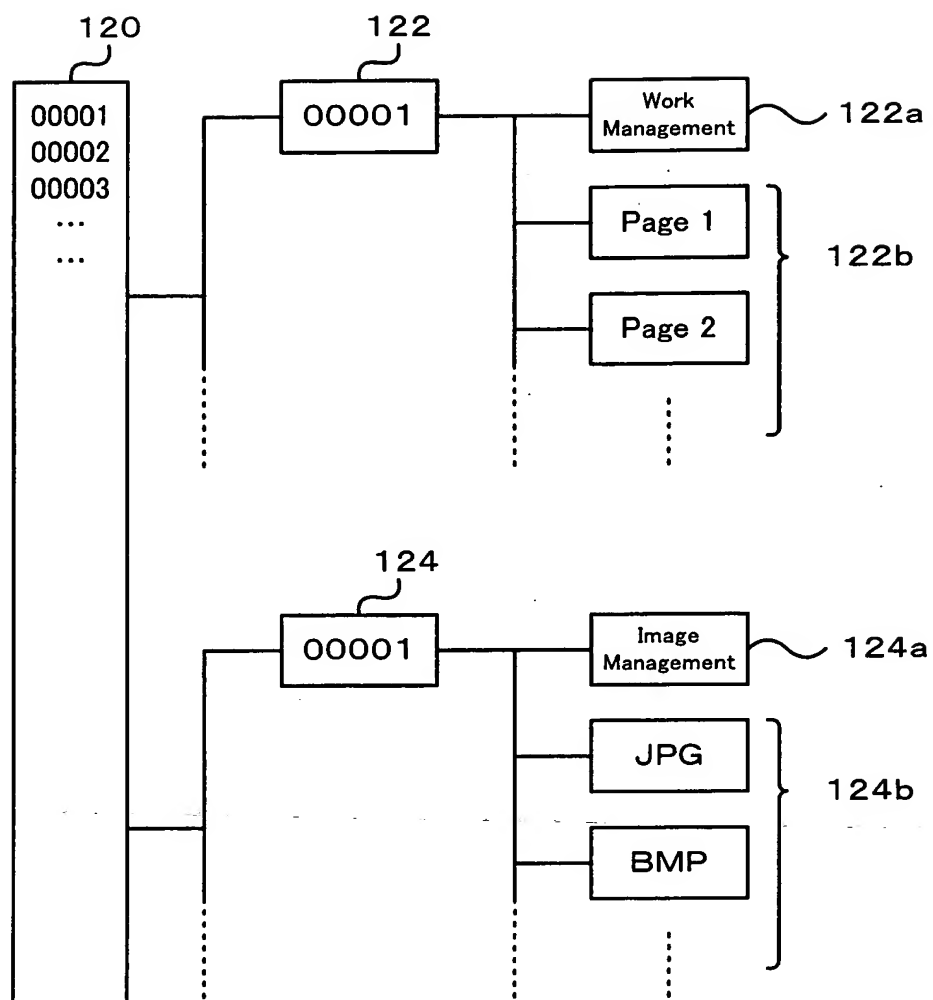 120
00001
00002
00003
...
...
122
00001
Work
Management
122a
Page 1
Page 2
122b
124
00001
Image
Management
124a
JPG
BMP
124b